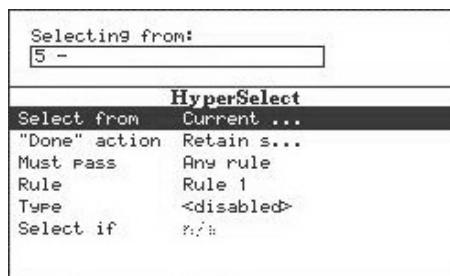 Selecting from:
5 -
HyperSelect
Select from Current ...
"Done" action Retain s...
Must pass Any rule
Rule Rule 1
Type <disabled>
Select if n/a